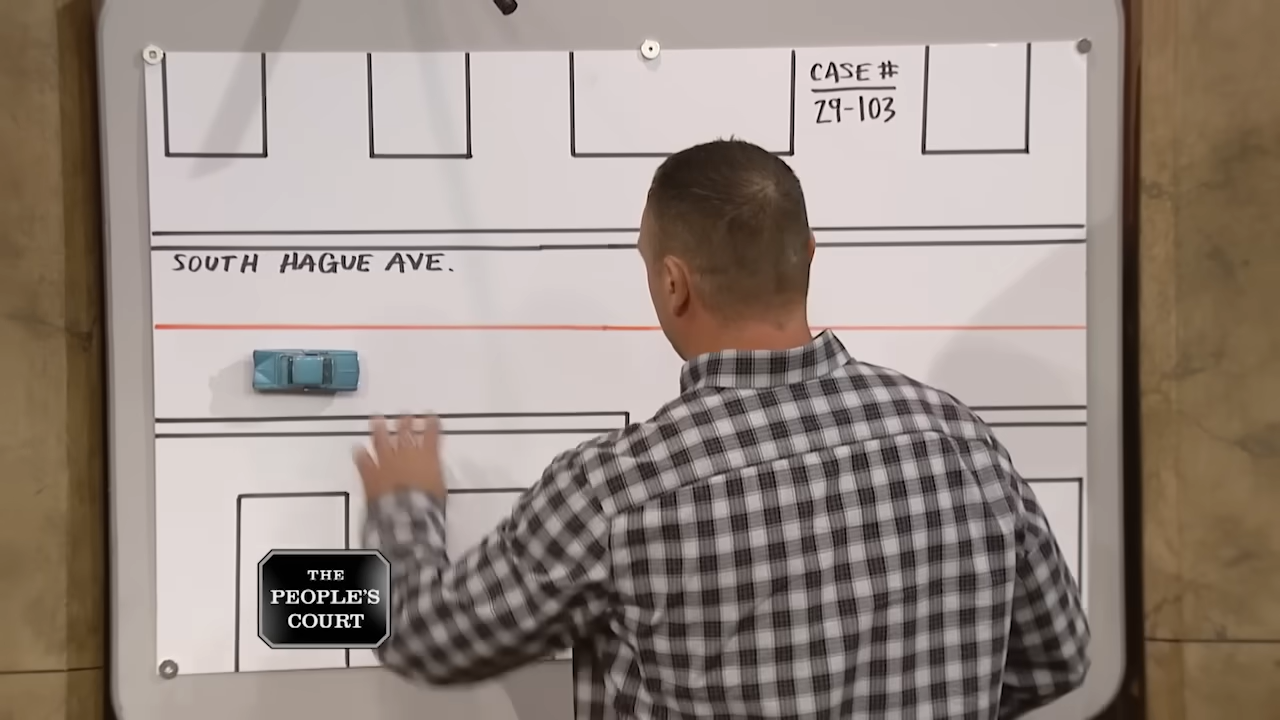 CASE #
29-103
SOUTH HAGUE AVE.
THE
PEOPLE'S
COURT